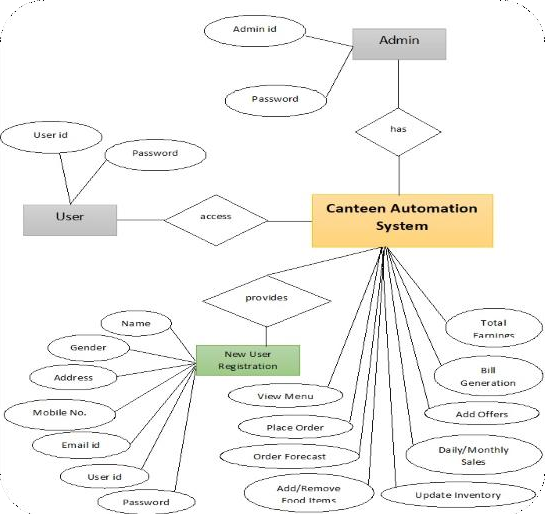 Admin id
Admin
Password
has
User id
Password
User
access
Canteen Automation
System
provides
Name
Gender
Address
Mobile No.
Email id
User id
Password
New User
Registration
View Menu
Place Order
Order Forecast
Add/Remove
Food Items
Total
Earnings
Bill
Generation
Add Offers
Daily/Monthly
Sales
Update Inventory